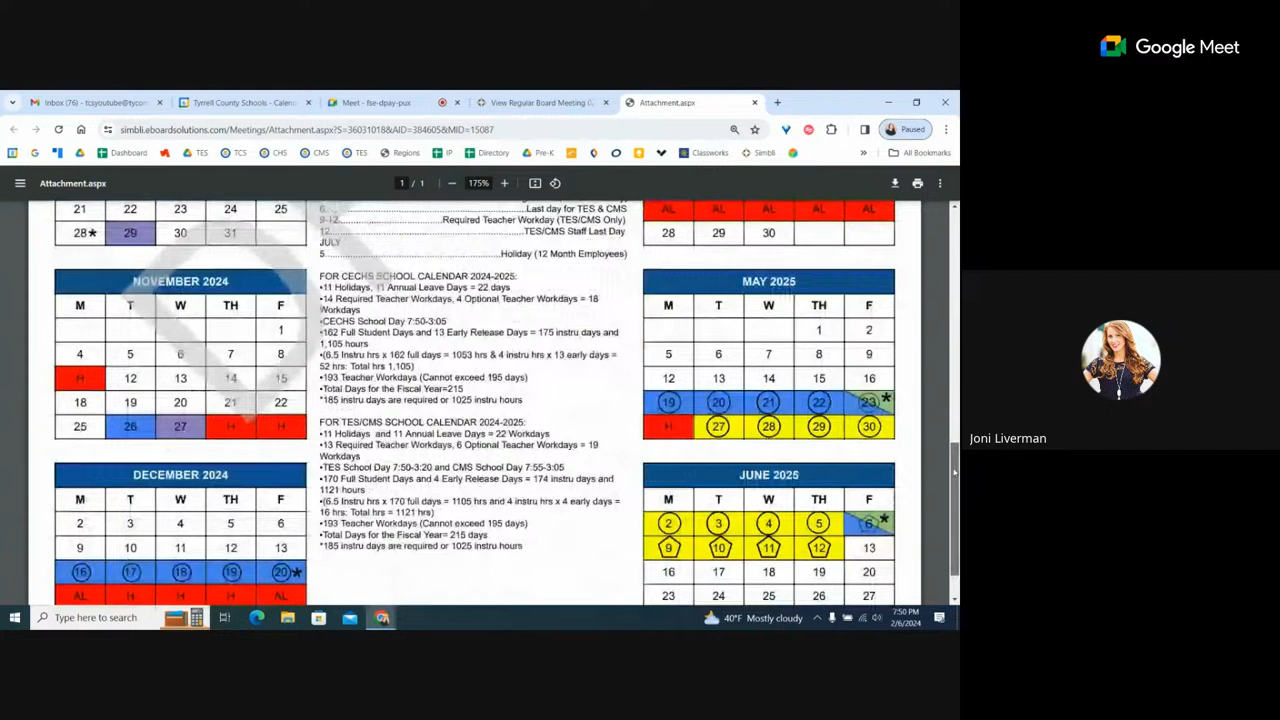 Google Meet
Inbox (76) - tcsyoutube@tycom
Tyrrell County Schools - Calend
Meet - fse-dpay-pux
View Regular Board Meeting (
Attachment.aspx
simbli.eboardsolutions.com/Meetings/Attachment.aspx?S=36031018&AID=384605&MID=15087
Paused
Dashboard TES TCS CHS CMS TES Regions IP Directory Pre-K Classworks Simbli All Bookmarks
Attachment.aspx 1 / 1 175%
21 22 23 24 25
28* 29 30 31
NOVEMBER 2024
M T W TH F
1
4 5 6 7 8
H 12 13 14 15
18 19 20 21 22
25 26 27 H H
DECEMBER 2024
M T W TH F
2 3 4 5 6
9 10 11 12 13
16 17 18 19 20*
AL H H H AL
6 Last day for TES & CMS
9-12 Required Teacher Workday (TES/CMS Only)
12 TES/CMS Staff Last Day
JULY
5 Holiday (12 Month Employees)
FOR CECHS SCHOOL CALENDAR 2024-2025:
•11 Holidays, 11 Annual Leave Days = 22 days
•14 Required Teacher Workdays, 4 Optional Teacher Workdays = 18
Workdays
•CECHS School Day 7:50-3:05
•162 Full Student Days and 13 Early Release Days = 175 instru days and
1,105 hours
•(6.5 Instru hrs x 162 full days = 1053 hrs & 4 instru hrs x 13 early days =
52 hrs: Total hrs 1,105)
•193 Teacher Workdays (Cannot exceed 195 days)
•Total Days for the Fiscal Year=215
*185 instru days are required or 1025 instru hours
FOR TES/CMS SCHOOL CALENDAR 2024-2025:
•11 Holidays and 11 Annual Leave Days = 22 Workdays
•13 Required Teacher Workdays, 6 Optional Teacher Workdays = 19
Workdays
•TES School Day 7:50-3:20 and CMS School Day 7:55-3:05
•170 Full Student Days and 4 Early Release Days = 174 instru days and
1121 hours
•(6.5 Instru hrs x 170 full days = 1105 hrs and 4 instru hrs x 4 early days =
16 hrs: Total hrs = 1121 hrs)
•193 Teacher Workdays (Cannot exceed 195 days)
•Total Days for the Fiscal Year= 215 days
*185 instru days are required or 1025 instru hours
AL AL AL AL AL
28 29 30
MAY 2025
M T W TH F
1 2
5 6 7 8 9
12 13 14 15 16
19 20 21 22 23*
H 27 28 29 30
JUNE 2025
M T W TH F
2 3 4 5 6*
9 10 11 12 13
16 17 18 19 20
23 24 25 26 27
Joni Liverman
Type here to search
40°F Mostly cloudy
7:50 PM
2/6/2024